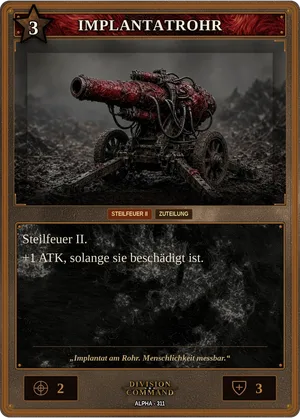 3
IMPLANTATROHR
STEILFEUER II
ZUTEILUNG
Steilfeuer II.
+1 ATK, solange sie beschädigt ist.
„Implantat am Rohr. Menschlichkeit messbar.“
2
DIVISION
COMMAND
ALPHA · 311
3